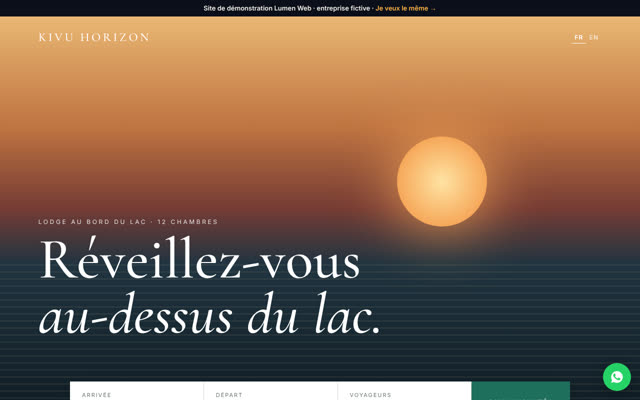 Site de démonstration Lumen Web · entreprise fictive · Je veux le même →
KIVU HORIZON
FR EN
LODGE AU BORD DU LAC · 12 CHAMBRES
Réveillez-vous
au-dessus du lac.
ARRIVÉE
DÉPART
VOYAGEURS